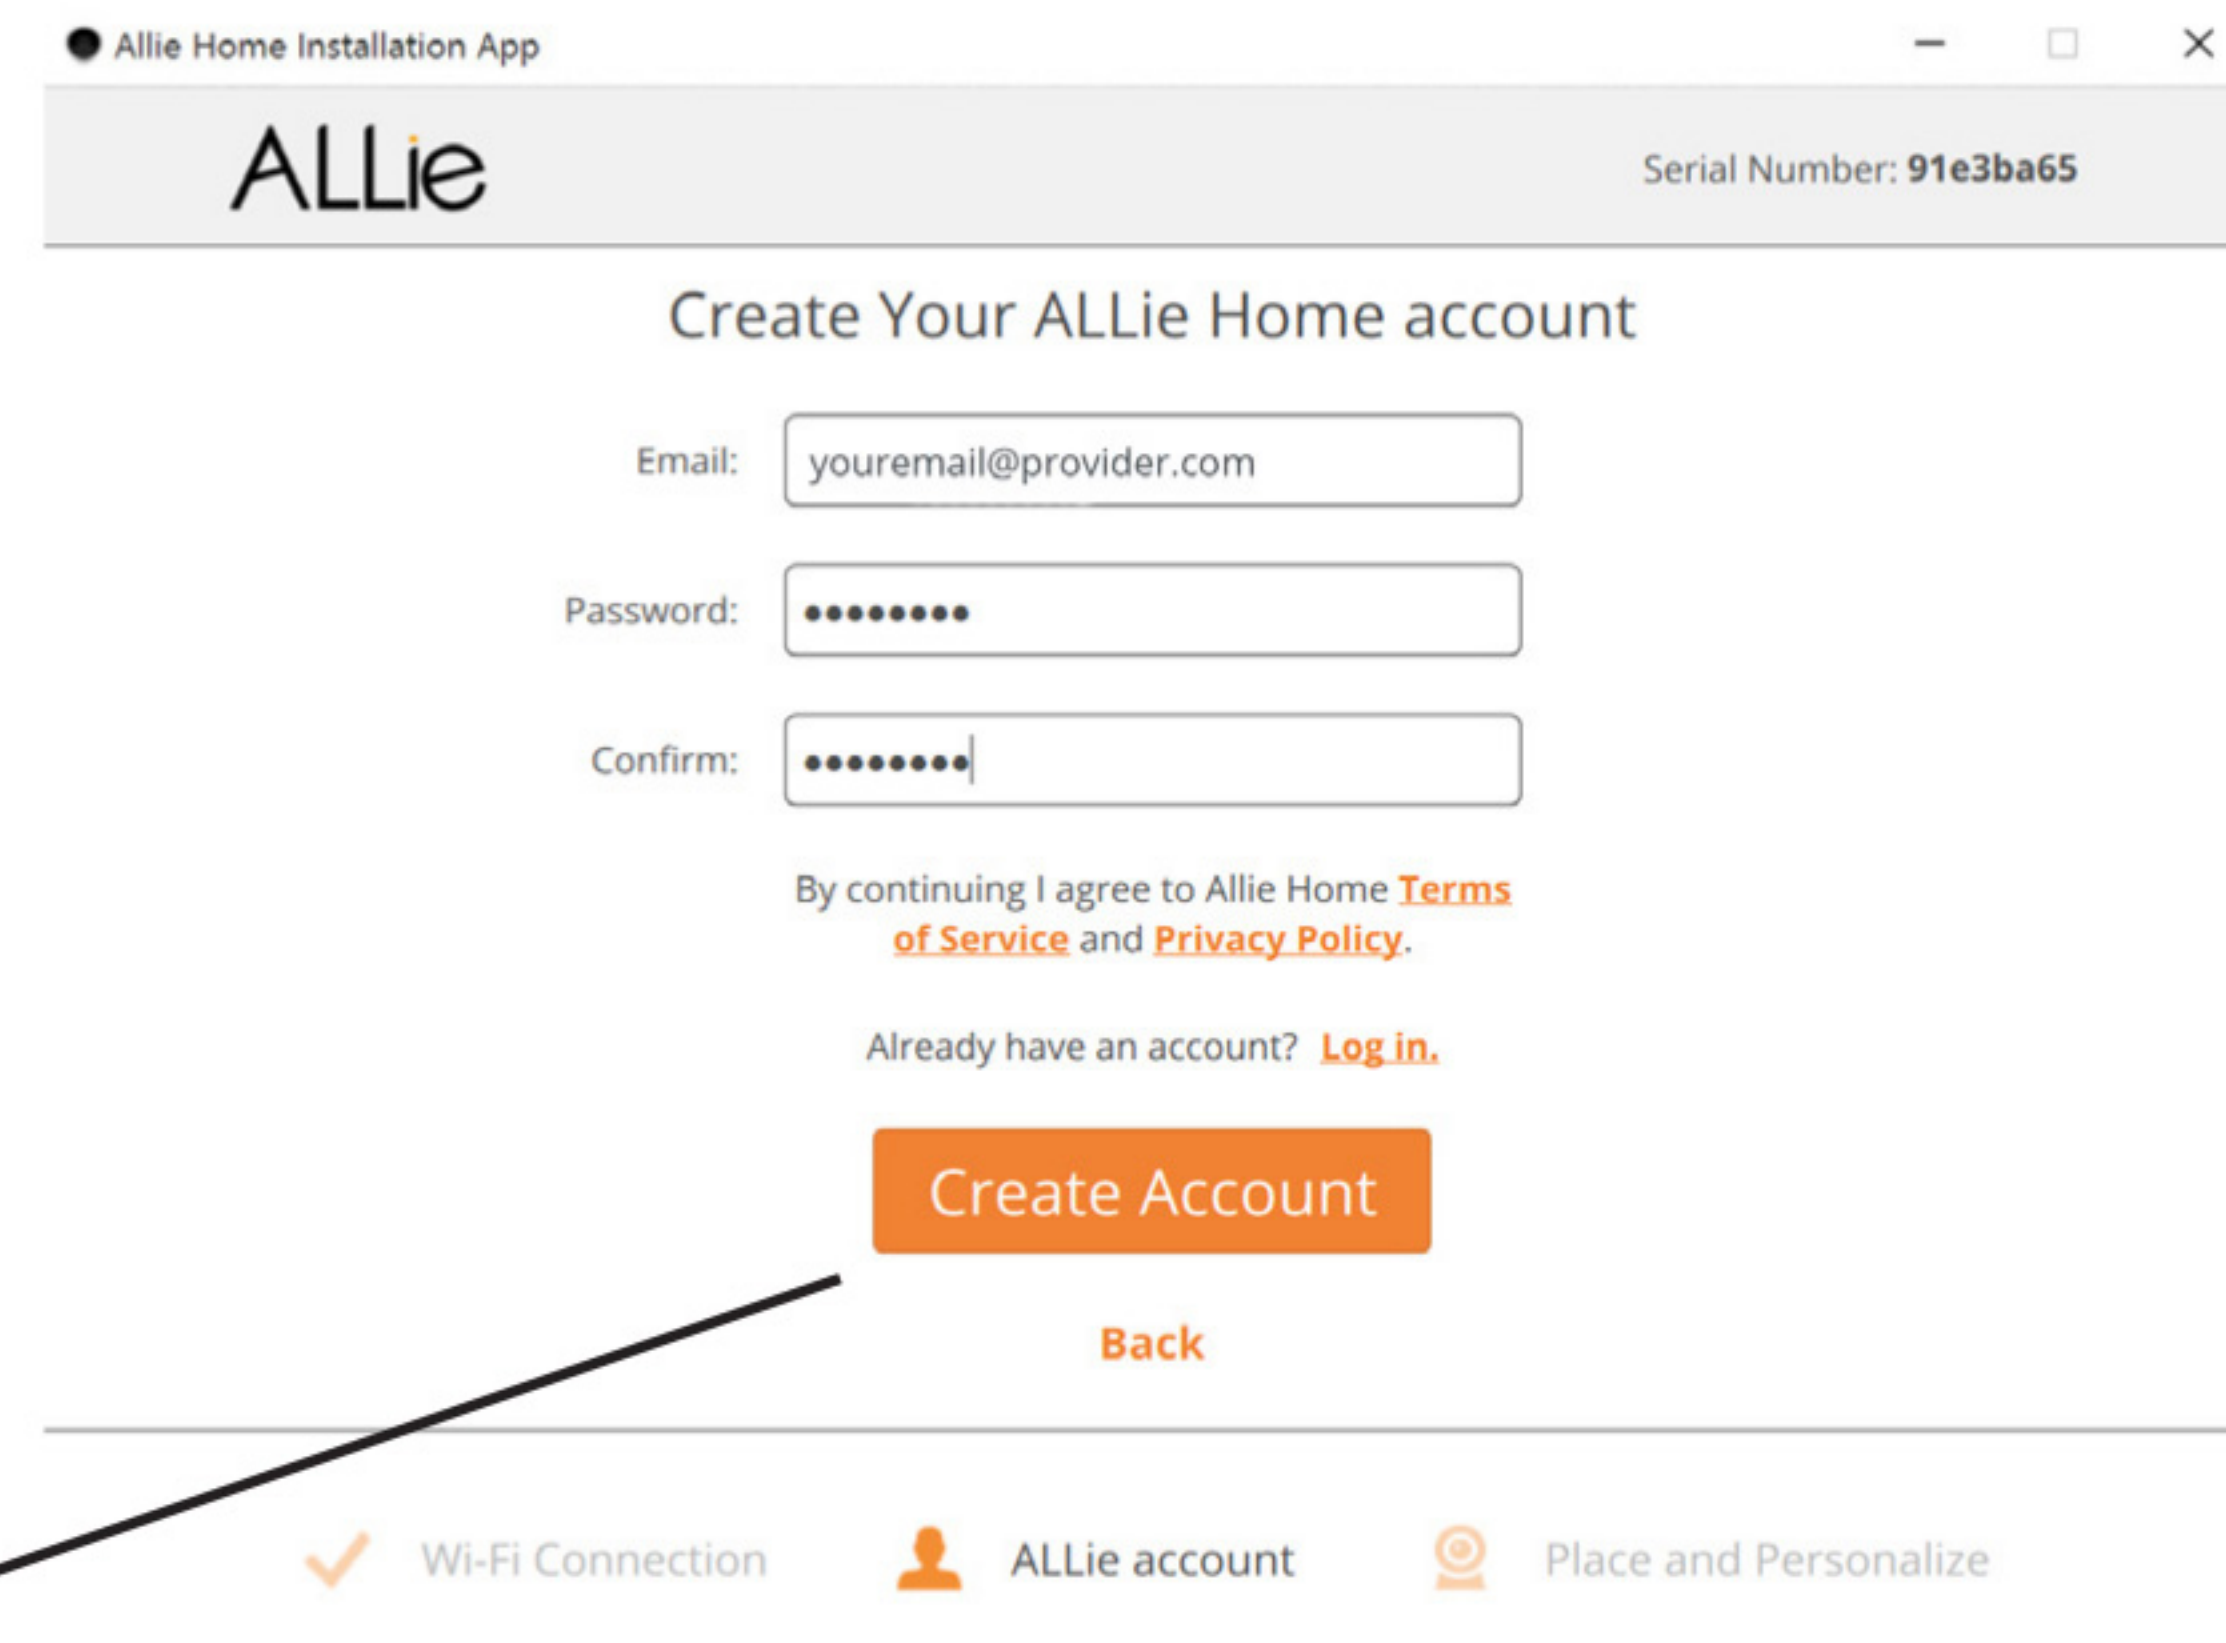 Allie Home Installation App
ALLie
Serial Number: 91e3ba65
Create Your ALLie Home account
Email: youremail@provider.com
Password: ••••••••
Confirm: ••••••••
By continuing I agree to Allie Home Terms
of Service and Privacy Policy.
Already have an account? Log in.
Create Account
Back
Wi-Fi Connection ALLie account Place and Personalize